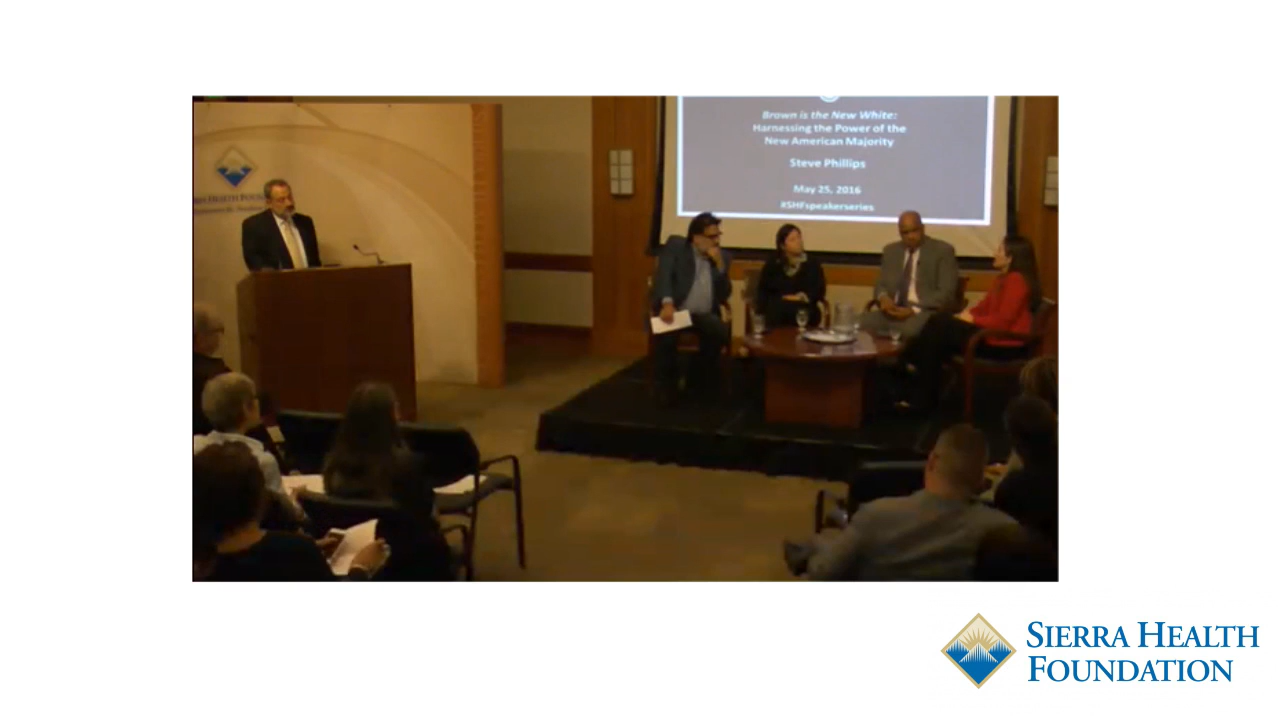 Brown is the New White:
Harnessing the Power of the
New American Majority
Steve Phillips
May 25, 2016
#SHFspeakerseries
HEALTH
SIERRA HEALTH
FOUNDATION